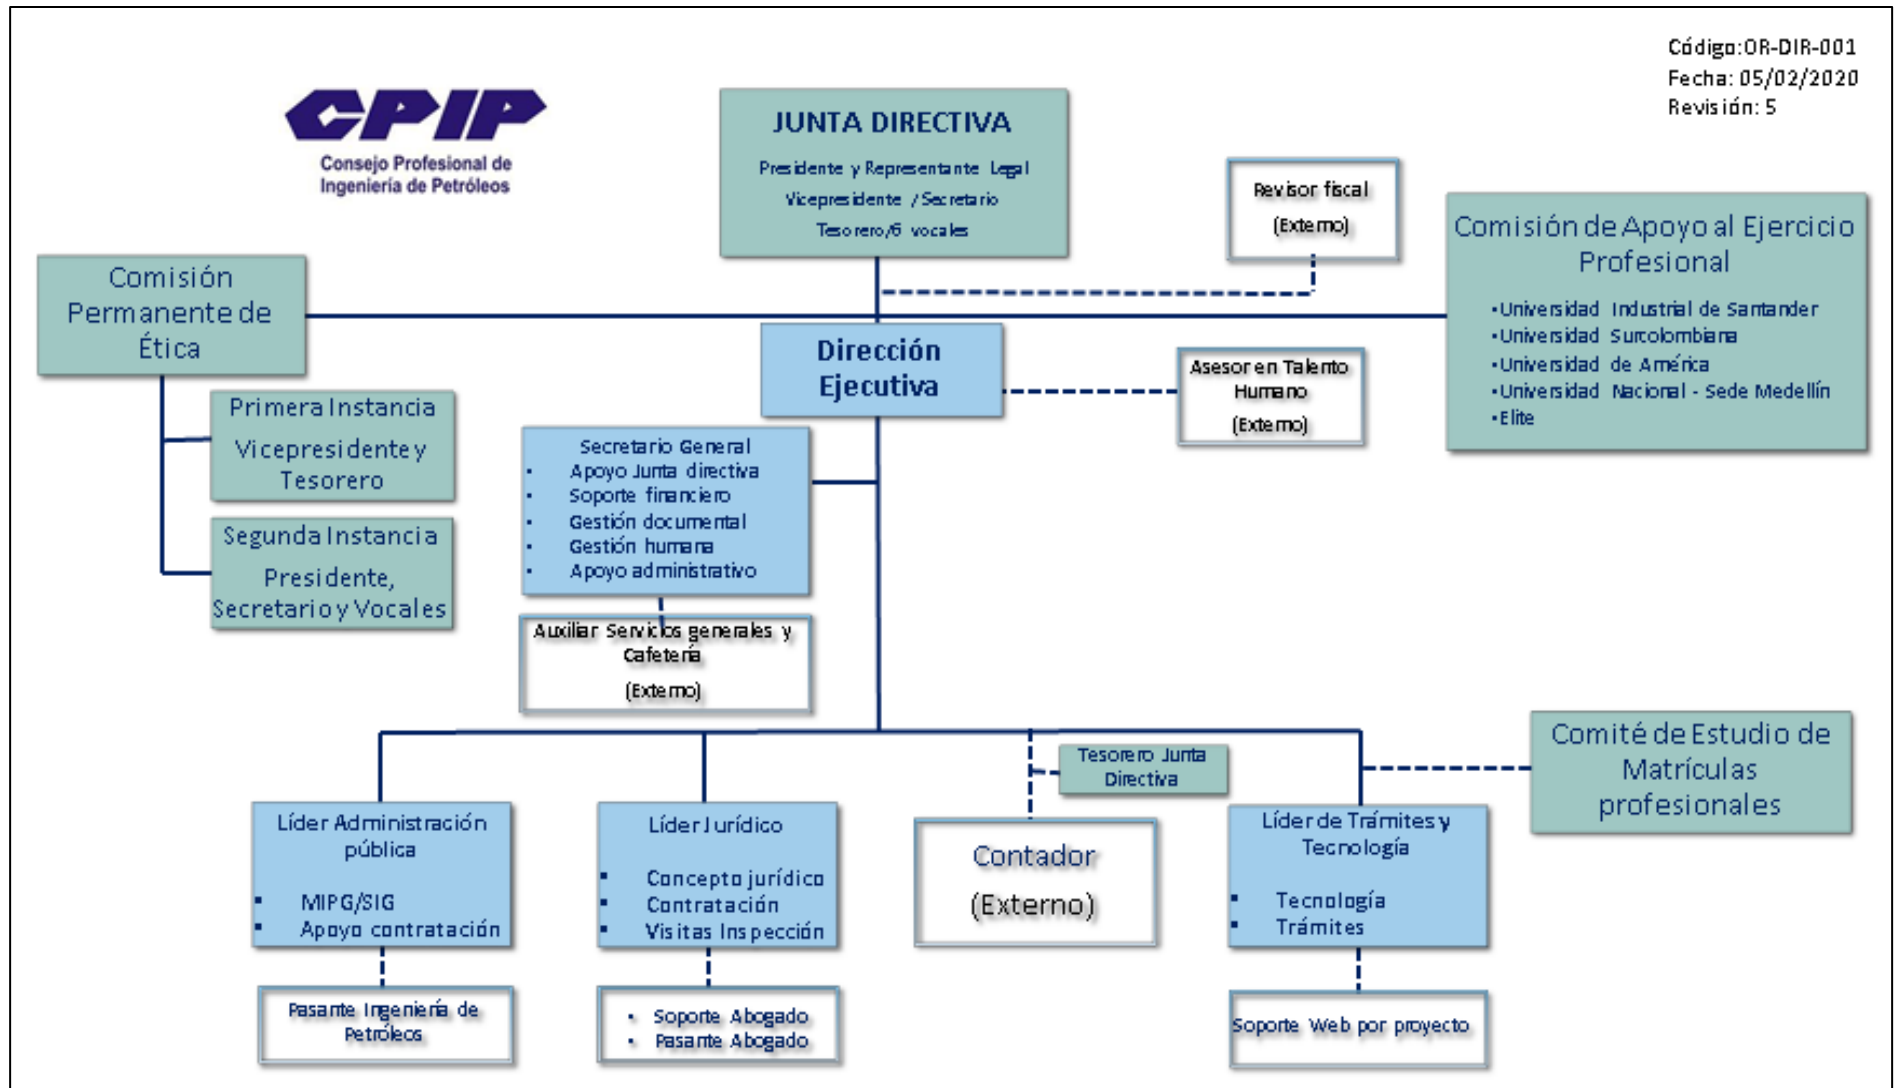 Código:OR-DIR-001
Fecha: 05/02/2020
Revisión: 5
CPIP
Consejo Profesional de
Ingeniería de Petróleos
JUNTA DIRECTIVA
Presidente y Representante Legal
Vicepresidente / Secretario
Tesorero/6 vocales
Revisor fiscal
(Externo)
Comisión de Apoyo al Ejercicio
Profesional
•Universidad Industrial de Santander
•Universidad Surcolombiana
•Universidad de América
•Universidad Nacional - Sede Medellín
•Elite
Comisión
Permanente de
Ética
Primera Instancia
Vicepresidente y
Tesorero
Segunda Instancia
Presidente,
Secretario y Vocales
Dirección
Ejecutiva
Asesor en Talento
Humano
(Externo)
Secretario General
▪ Apoyo Junta directiva
▪ Soporte financiero
▪ Gestión documental
▪ Gestión humana
▪ Apoyo administrativo
Auxiliar Servicios generales y
Cafetería
(Externo)
Tesorero Junta
Directiva
Comité de Estudio de
Matrículas
profesionales
Líder Administración
pública
▪ MIPG/SIG
▪ Apoyo contratación
Líder Jurídico
▪ Concepto jurídico
▪ Contratación
▪ Visitas Inspección
Contador
(Externo)
Líder de Trámites y
Tecnología
▪ Tecnología
▪ Trámites
Pasante Ingeniería de
Petróleos
• Soporte Abogado
• Pasante Abogado
Soporte Web por proyecto